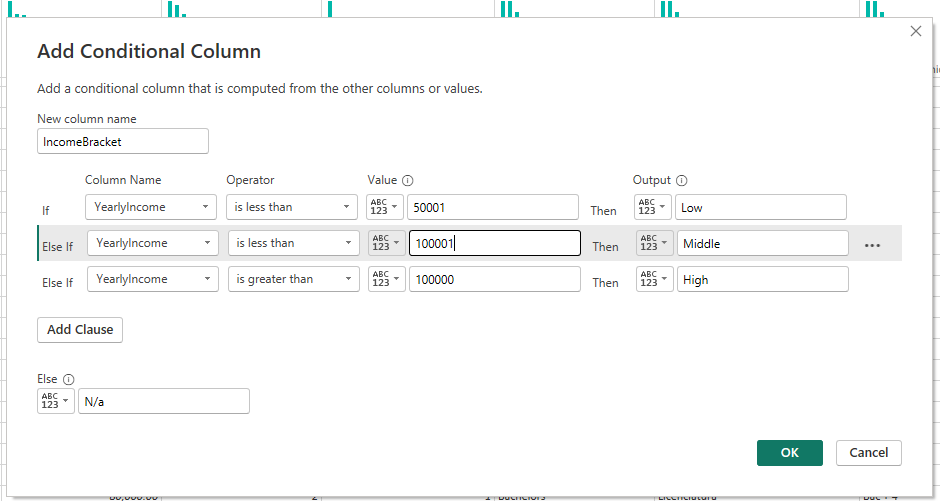 Add Conditional Column
Add a conditional column that is computed from the other columns or values.
New column name
IncomeBracket
Column Name Operator Value Output
If YearlyIncome is less than ABC 123 50001 Then ABC 123 Low
Else If YearlyIncome is less than ABC 123 100001 Then ABC 123 Middle ...
Else If YearlyIncome is greater than ABC 123 100000 Then ABC 123 High
Add Clause
Else
ABC 123 N/a
OK Cancel